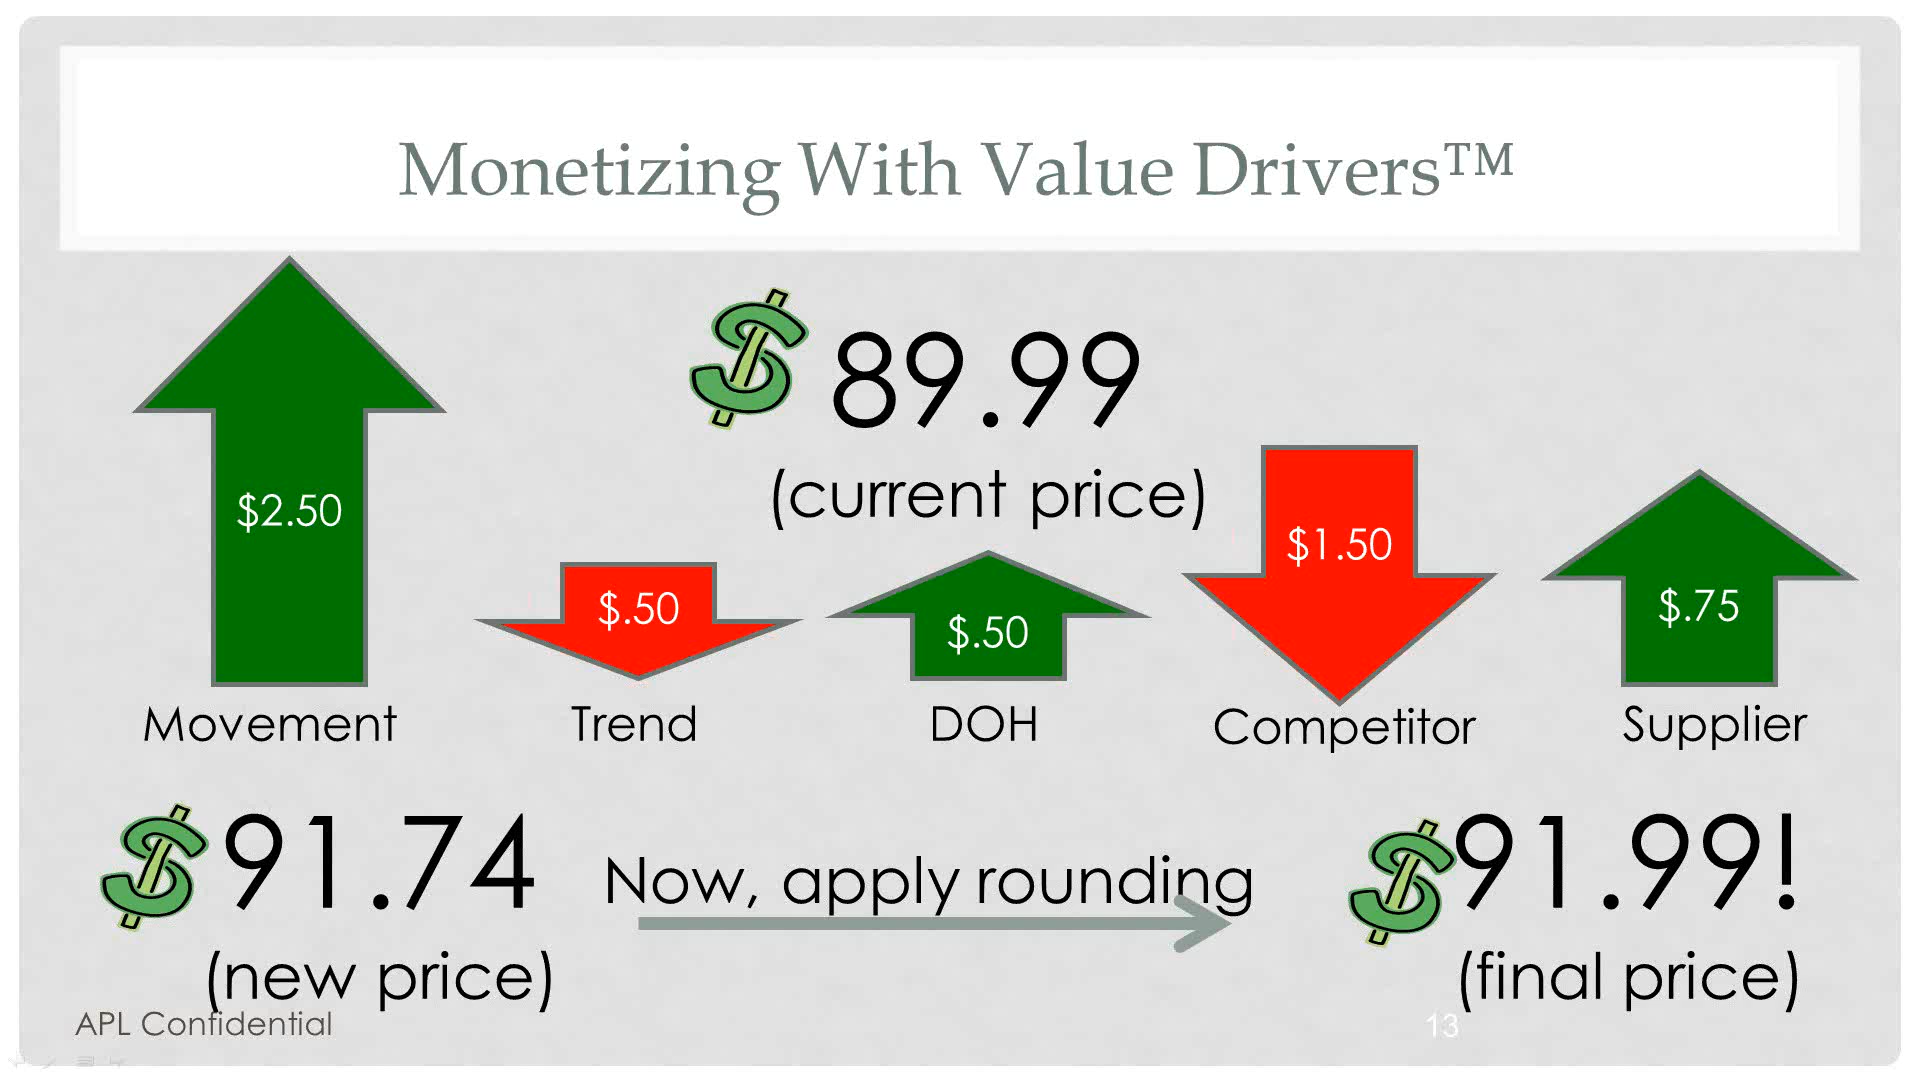 Monetizing With Value Drivers™
$ 89.99
(current price)
$2.50
$.50
$.50
$1.50
$.75
Movement
Trend
DOH
Competitor
Supplier
$91.74
(new price)
Now, apply rounding
$91.99!
(final price)
APL Confidential
13